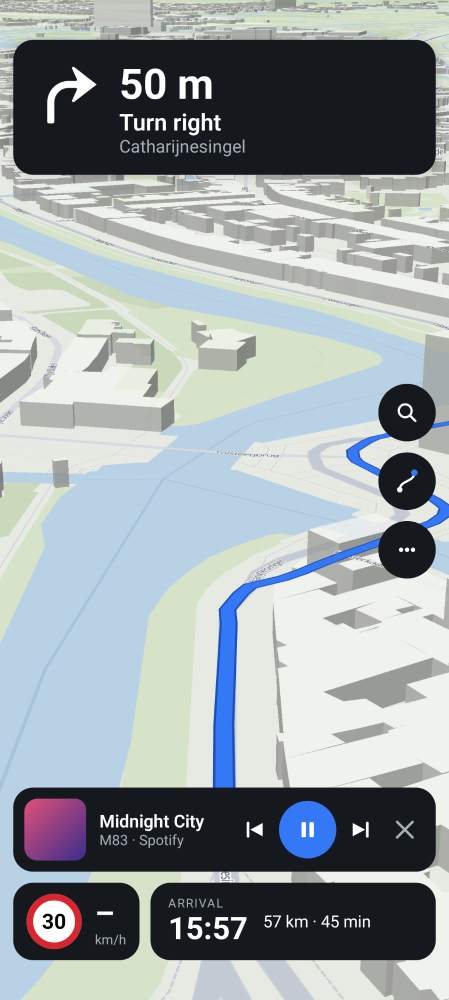 50 m
Turn right
Catharijnesingel
Midnight City
M83 · Spotify
30
–
km/h
ARRIVAL
15:57
57 km · 45 min